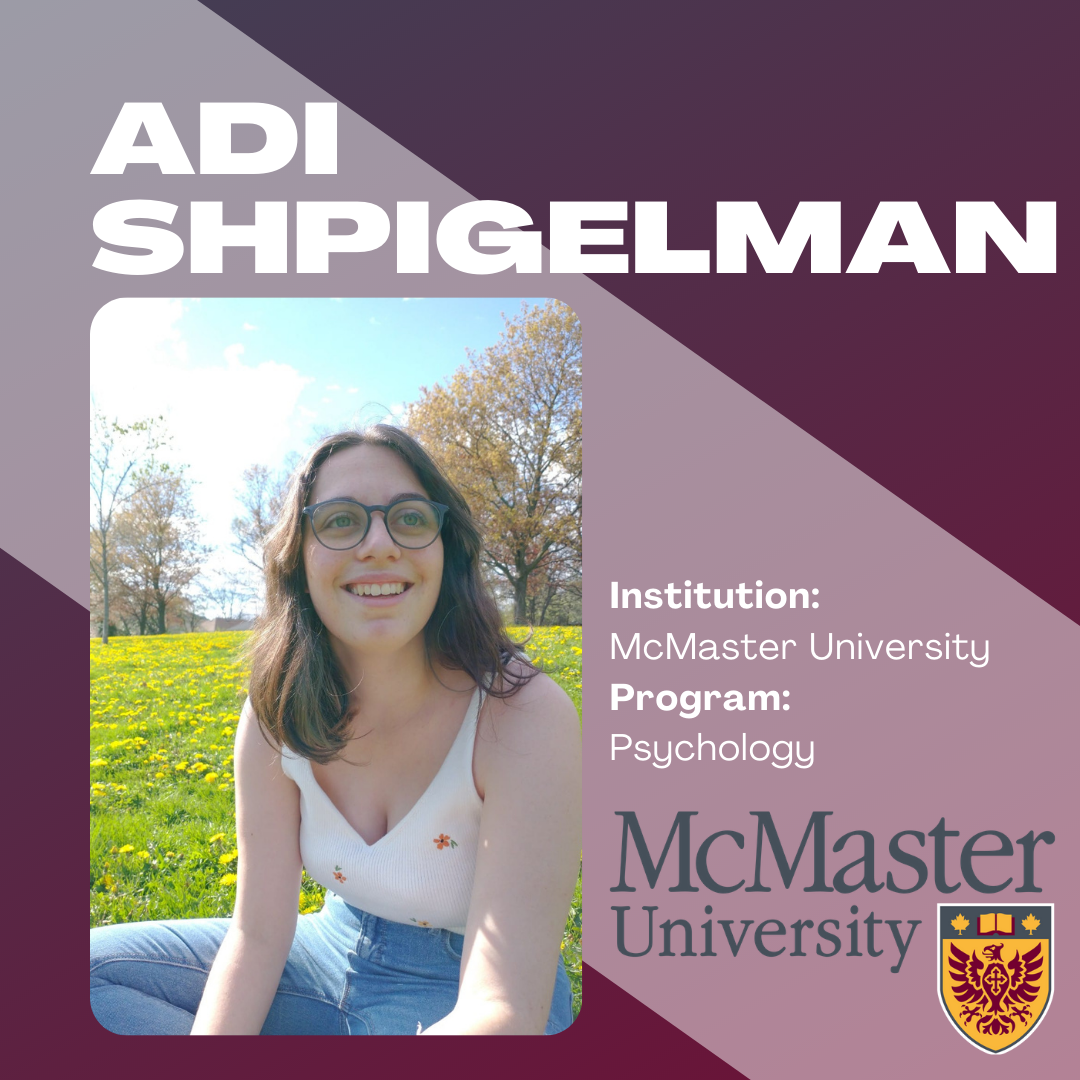 ADI
SHPIGELMAN
Institution:
McMaster University
Program:
Psychology
McMaster
University